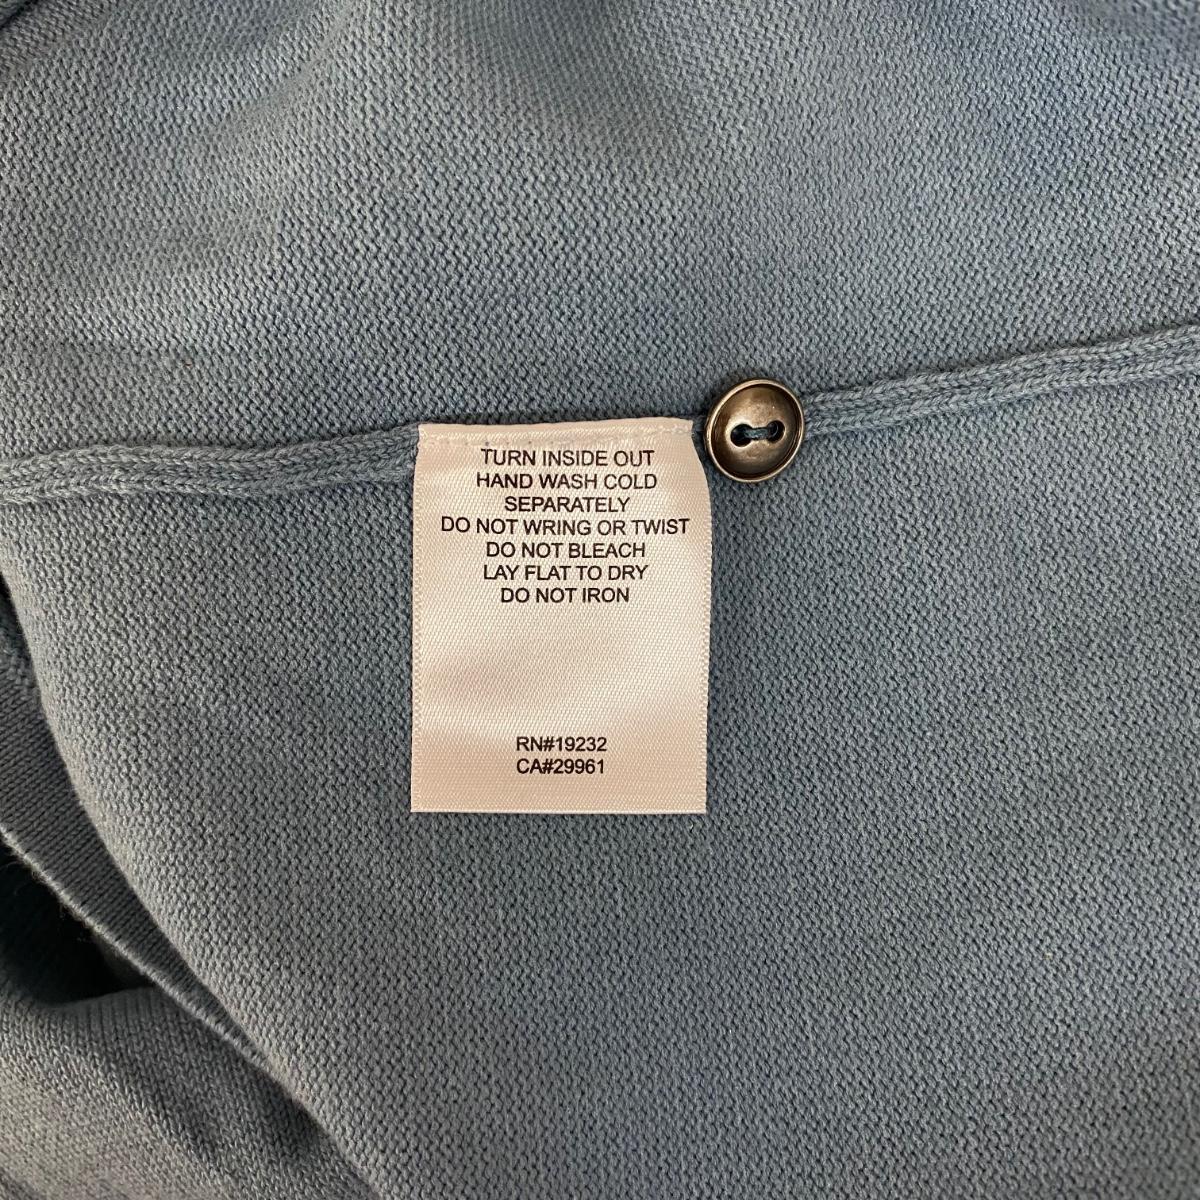 TURN INSIDE OUT
HAND WASH COLD
SEPARATELY
DO NOT WRING OR TWIST
DO NOT BLEACH
LAY FLAT TO DRY
DO NOT IRON
RN#19232
CA#29961